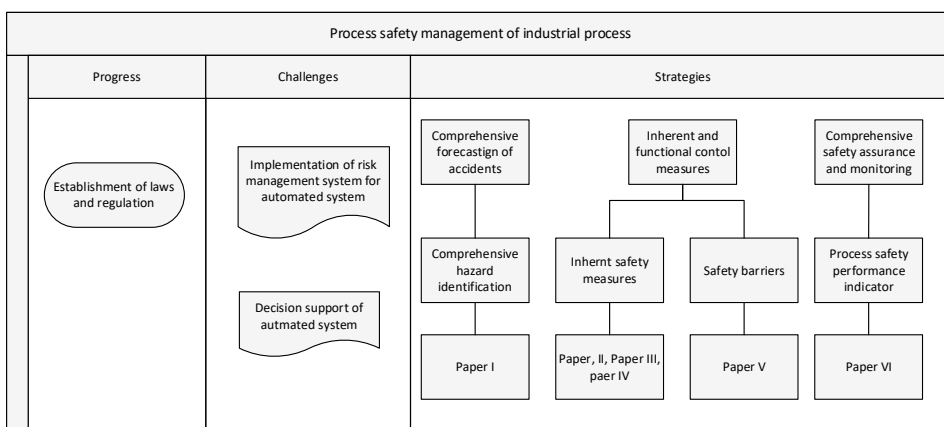 Process safety management of industrial process
Progress
Challenges
Strategies
Establishment of laws
and regulation
Implementation of risk
management system for
automated system
Decision support of
autmated system
Comprehensive
forecastign of
accidents
Inherent and
functional contol
measures
Comprehensive
safety assurance
and monitoring
Comprehensive
hazard
identification
Inhernt safety
measures
Safety barriers
Process safety
performance
indicator
Paper I
Paper, II, Paper III,
paer IV
Paper V
Paper VI